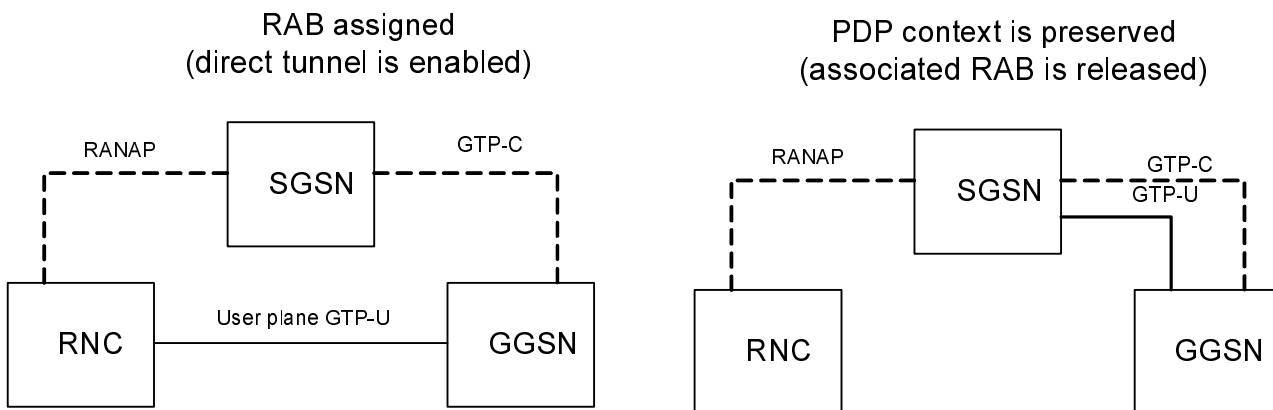 RAB assigned
(direct tunnel is enabled)
RANAP
GTP-C
SGSN
RNC
User plane GTP-U
GGSN
PDP context is preserved
(associated RAB is released)
RANAP
SGSN
GTP-C
GTP-U
RNC
GGSN